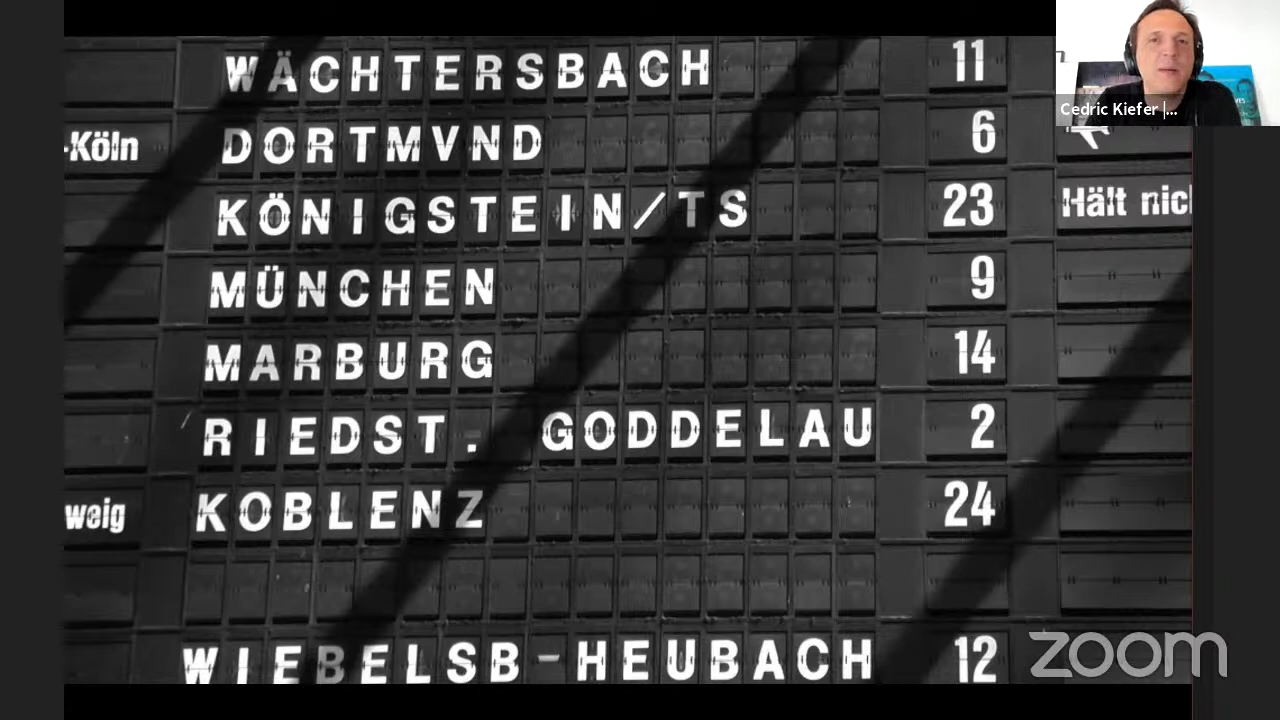 WÄCHTERSBACH 11
-Köln DORTMVND 6
KÖNIGSTEIN/TS 23 Hält nic
MÜNCHEN 9
MARBURG 14
RIEDST. GODDELAU 2
weig KOBLENZ 24
WIEBELSB-HEUBACH 12
Cedric Kiefer |...
zoom